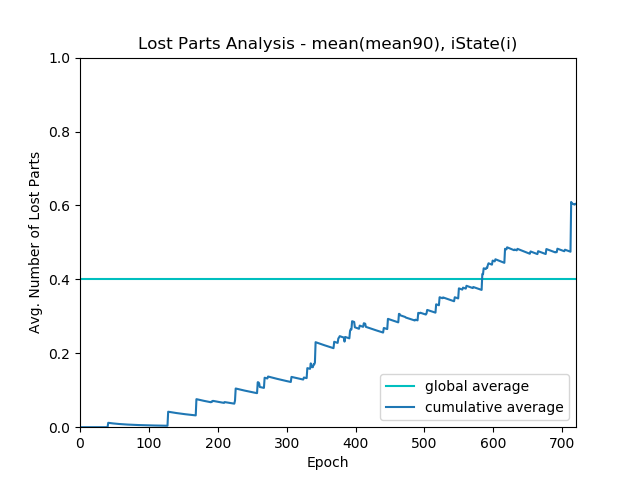 Lost Parts Analysis - mean(mean90), iState(i)
Avg. Number of Lost Parts
1.0
0.8
0.6
0.4
0.2
0.0
global average
cumulative average
0 100 200 300 400 500 600 700
Epoch